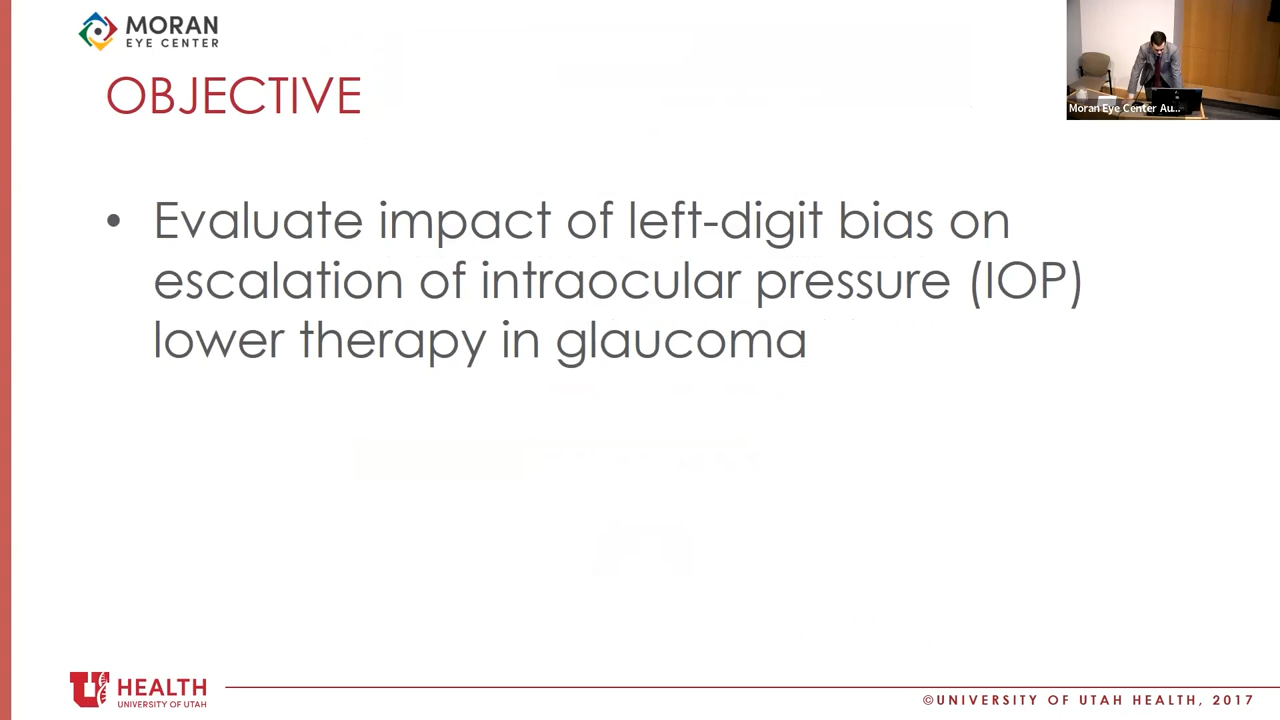 MORAN
EYE CENTER
OBJECTIVE
Moran Eye Center Au...
• Evaluate impact of left-digit bias on
escalation of intraocular pressure (IOP)
lower therapy in glaucoma
U HEALTH
UNIVERSITY OF UTAH
©UNIVERSITY OF UTAH HEALTH, 2017